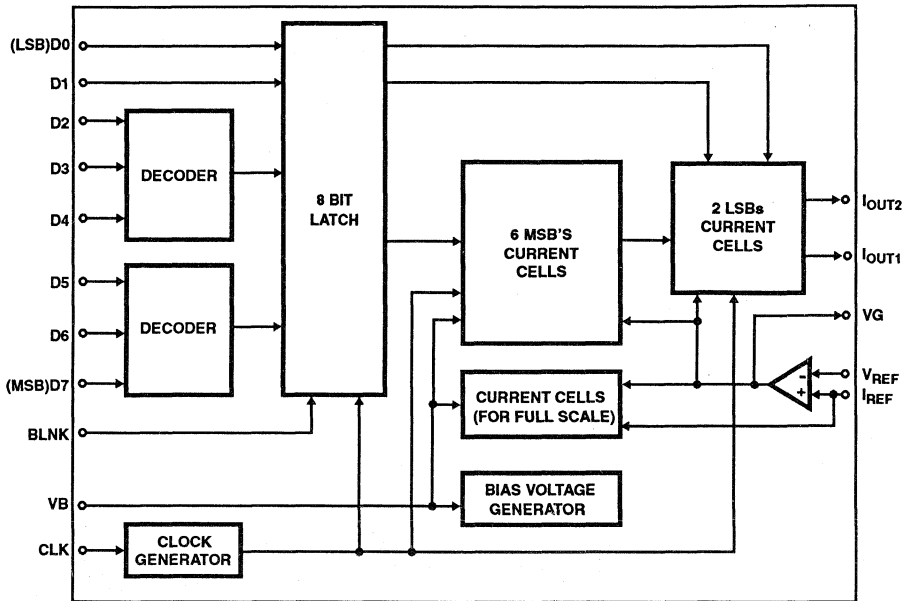 (LSB)D0
D1
D2
D3
D4
D5
D6
(MSB)D7
BLNK
VB
CLK
DECODER
DECODER
CLOCK
GENERATOR
8 BIT
LATCH
6 MSB'S
CURRENT
CELLS
CURRENT CELLS
(FOR FULL SCALE)
BIAS VOLTAGE
GENERATOR
2 LSBs
CURRENT
CELLS
-
+
IOUT2
IOUT1
VG
VREF
IREF